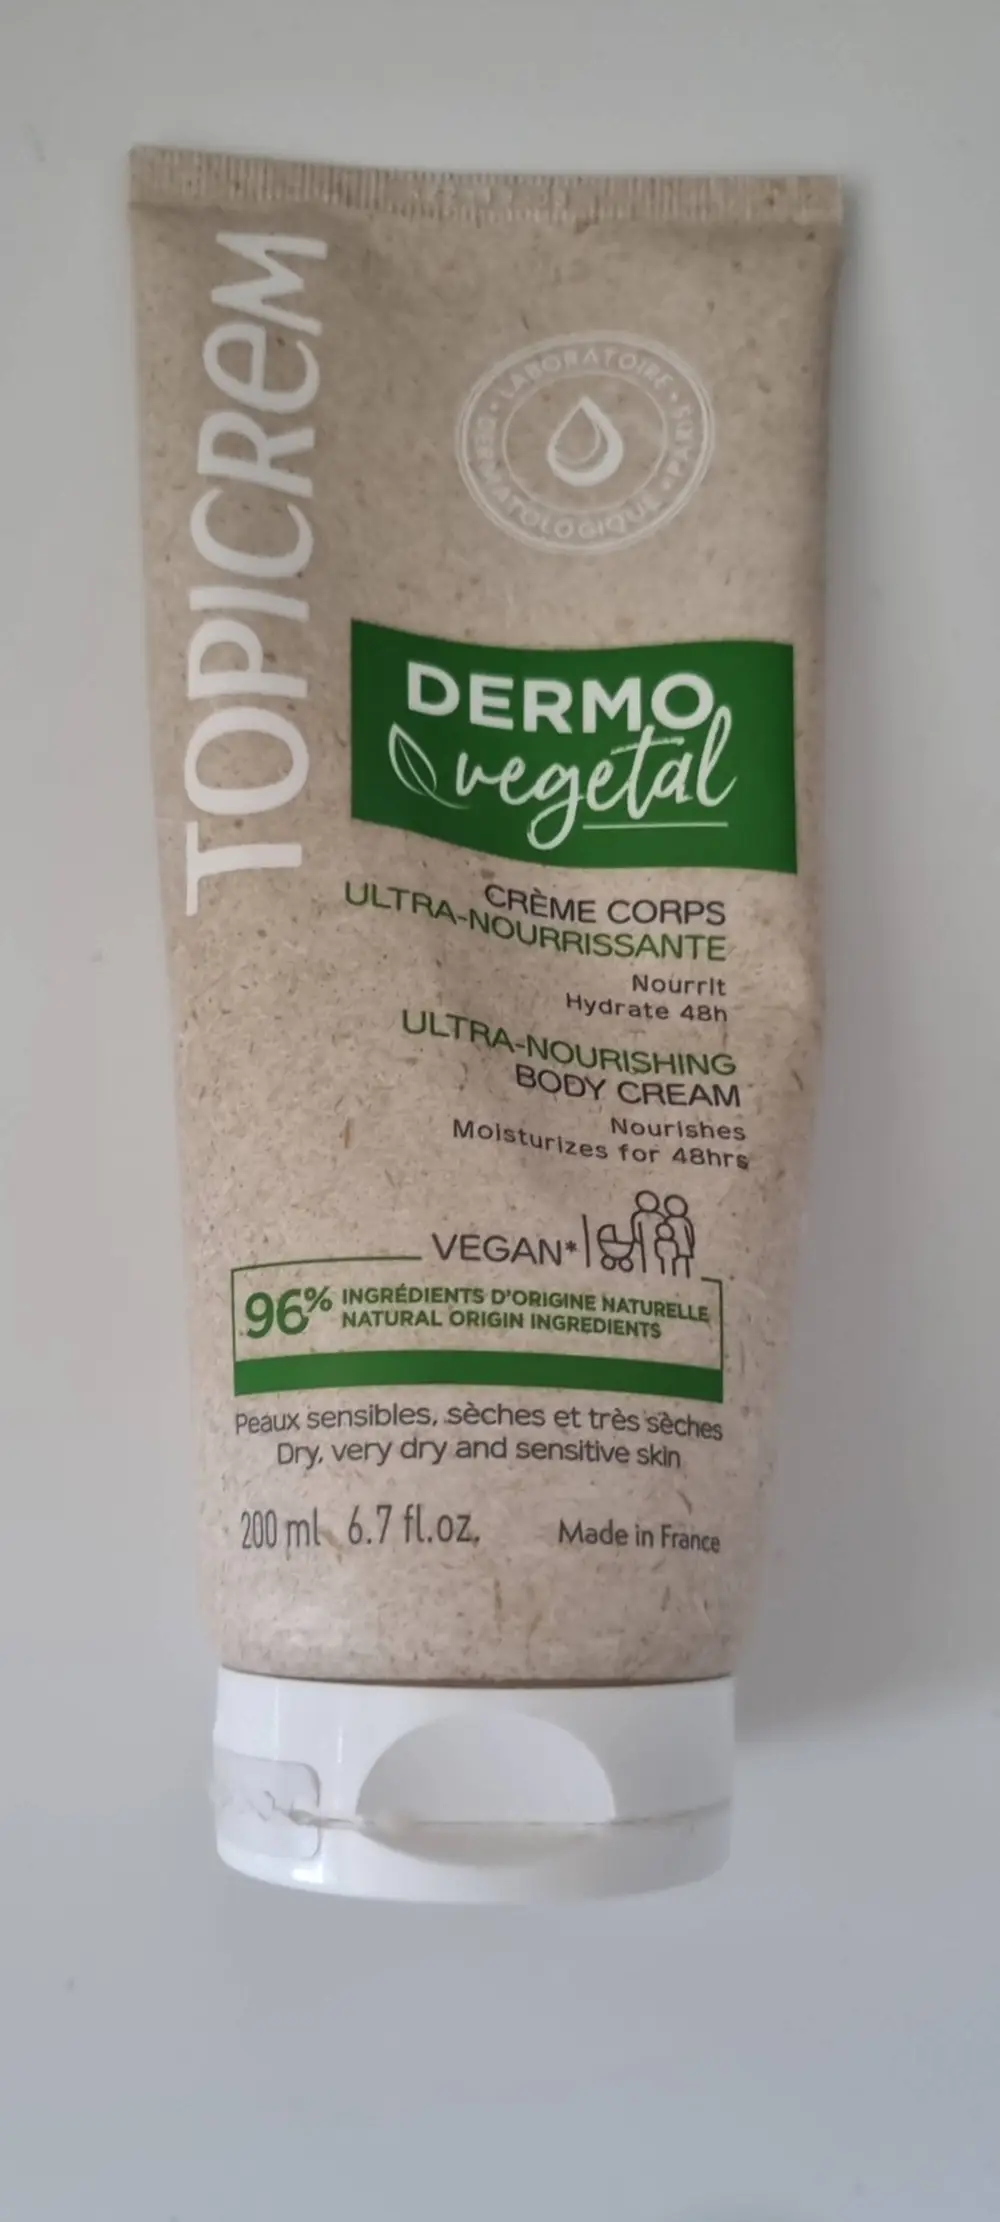 TOPICREM
LABORATOIRE • PARIS • DERMATOLOGIQUE •
DERMO
vegetal
CRÈME CORPS
ULTRA-NOURRISSANTE
Nourrit
Hydrate 48h
ULTRA-NOURISHING
BODY CREAM
Nourishes
Moisturizes for 48hrs
VEGAN*
96% INGRÉDIENTS D'ORIGINE NATURELLE
NATURAL ORIGIN INGREDIENTS
Peaux sensibles, sèches et très sèches
Dry, very dry and sensitive skin
200 ml 6.7 fl.oz. Made in France